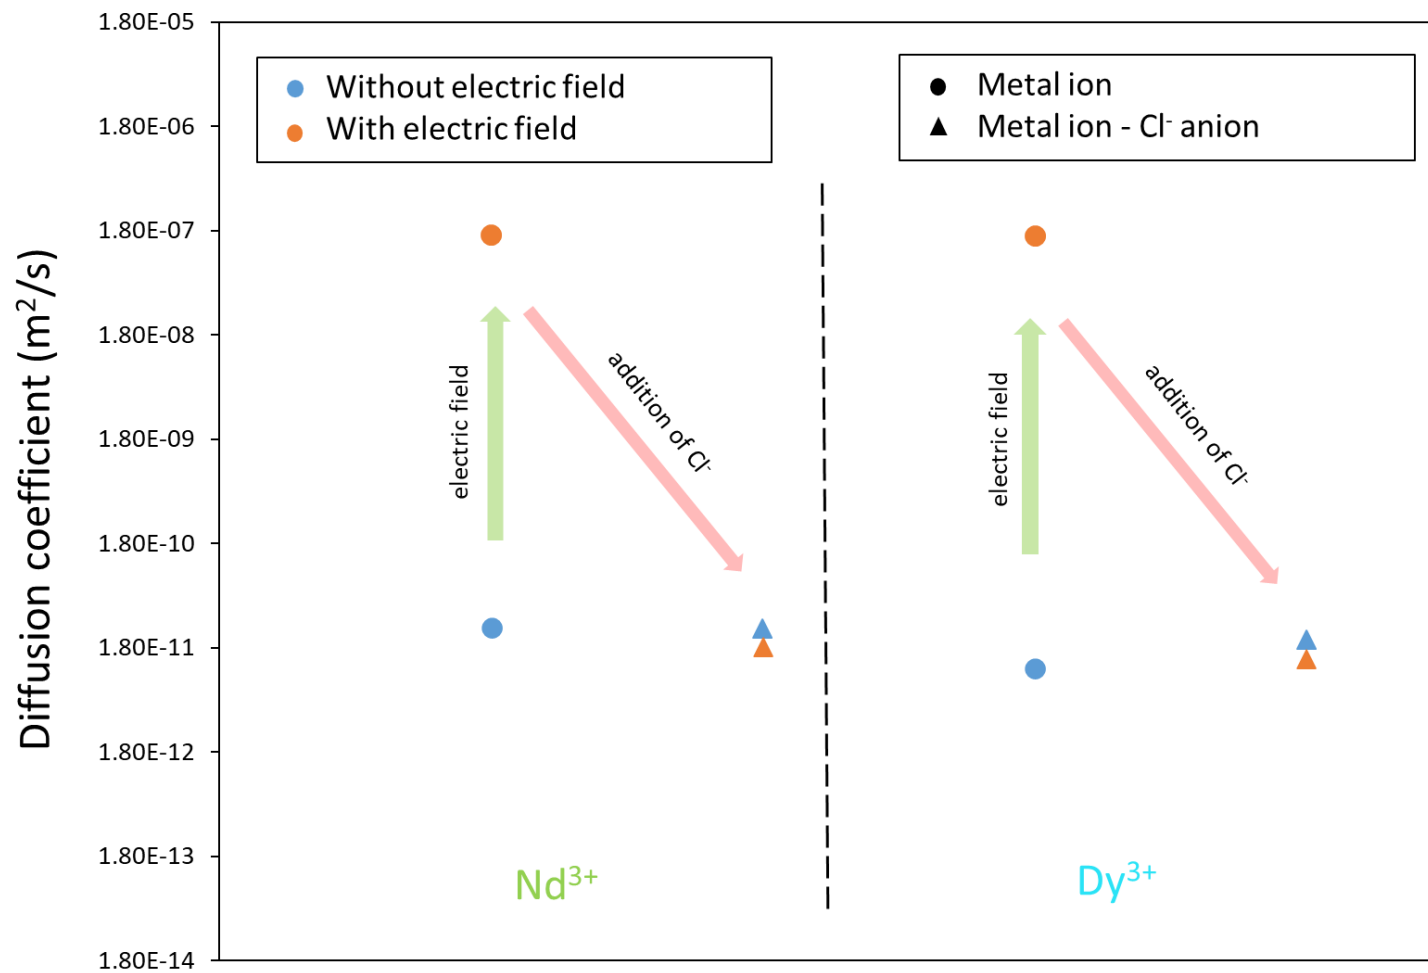 Diffusion coefficient (m²/s)
1.80E-05
1.80E-06
1.80E-07
1.80E-08
1.80E-09
1.80E-10
1.80E-11
1.80E-12
1.80E-13
1.80E-14
Without electric field
With electric field
Metal ion
Metal ion - Cl⁻ anion
electric field
addition of Cl⁻
electric field
addition of Cl⁻
Nd³⁺
Dy³⁺